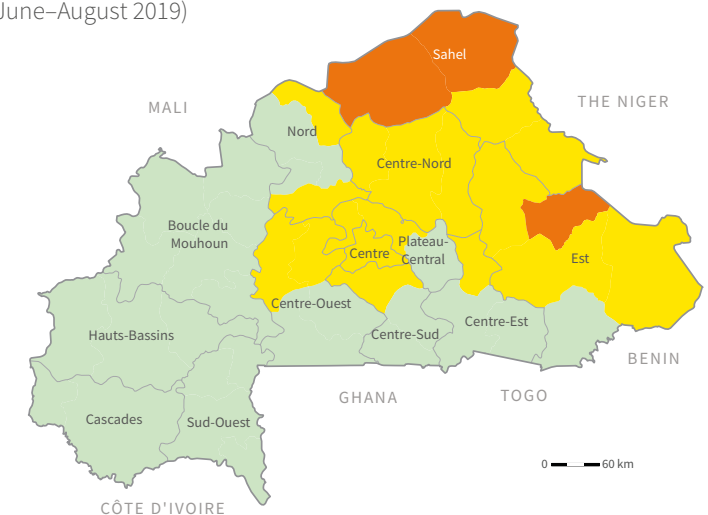 June–August 2019)
Sahel
MALI
THE NIGER
Nord
Centre-Nord
Boucle du
Mouhoun
Plateau-
Central
Centre
Est
Centre-Ouest
Centre-Est
Hauts-Bassins
Centre-Sud
BENIN
GHANA
TOGO
Cascades
Sud-Ouest
0 60 km
CÔTE D'IVOIRE